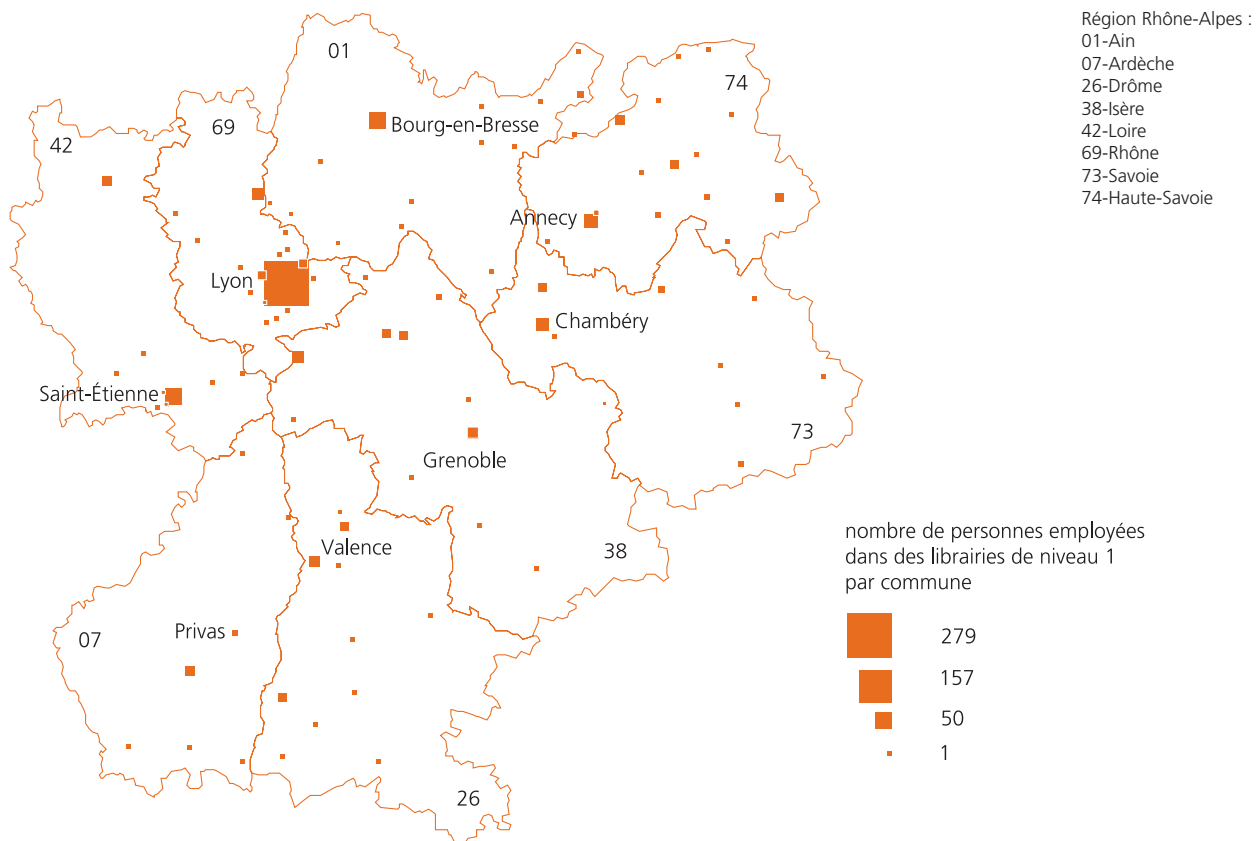 Région Rhône-Alpes :
01-Ain
07-Ardèche
26-Drôme
38-Isère
42-Loire
69-Rhône
73-Savoie
74-Haute-Savoie
01
74
69
42
Bourg-en-Bresse
Annecy
Lyon
Chambéry
Saint-Étienne
73
Grenoble
Valence
38
07
Privas
26
nombre de personnes employées
dans des librairies de niveau 1
par commune
279
157
50
1